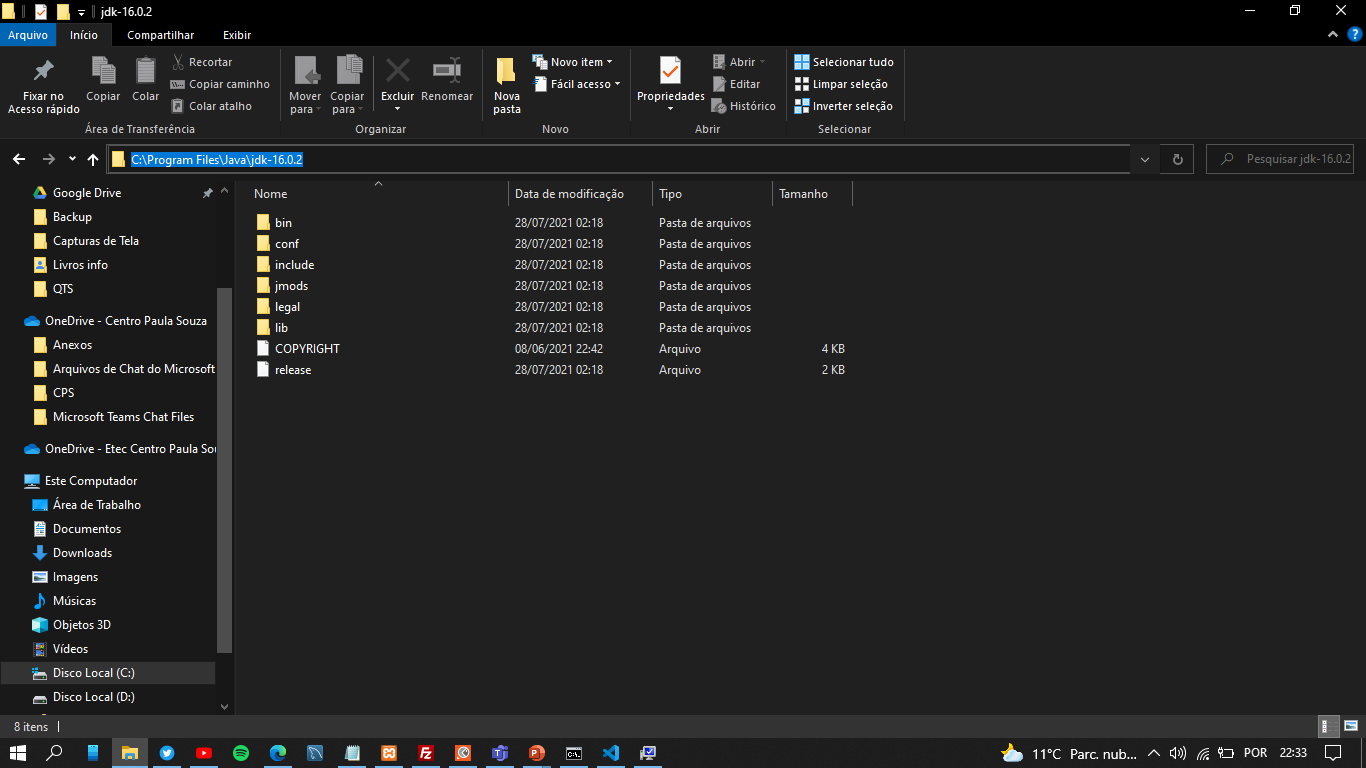 jdk-16.0.2
Arquivo Início Compartilhar Exibir
Fixar no Acesso rápido
Copiar
Colar
Recortar
Copiar caminho
Colar atalho
Área de Transferência
Mover para
Copiar para
Excluir
Renomear
Organizar
Nova pasta
Novo item
Fácil acesso
Novo
Propriedades
Abrir
Editar
Histórico
Abrir
Selecionar tudo
Limpar seleção
Inverter seleção
Selecionar
C:\Program Files\Java\jdk-16.0.2
Pesquisar jdk-16.0.2
Google Drive
Backup
Capturas de Tela
Livros info
QTS
OneDrive - Centro Paula Souza
Anexos
Arquivos de Chat do Microsoft
CPS
Microsoft Teams Chat Files
OneDrive - Etec Centro Paula Sou
Este Computador
Área de Trabalho
Documentos
Downloads
Imagens
Músicas
Objetos 3D
Vídeos
Disco Local (C:)
Disco Local (D:)
Nome Data de modificação Tipo Tamanho
bin 28/07/2021 02:18 Pasta de arquivos
conf 28/07/2021 02:18 Pasta de arquivos
include 28/07/2021 02:18 Pasta de arquivos
jmods 28/07/2021 02:18 Pasta de arquivos
legal 28/07/2021 02:18 Pasta de arquivos
lib 28/07/2021 02:18 Pasta de arquivos
COPYRIGHT 08/06/2021 22:42 Arquivo 4 KB
release 28/07/2021 02:18 Arquivo 2 KB
8 itens
11°C Parc. nub... POR 22:33